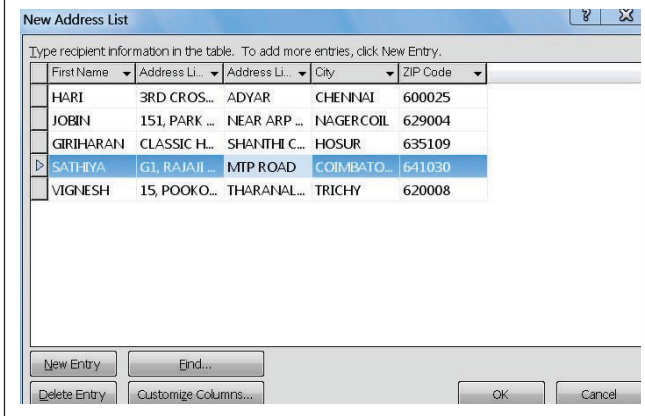 New Address List
Type recipient information in the table. To add more entries, click New Entry.
First Name Address Li... Address Li... City ZIP Code
HARI 3RD CROS... ADYAR CHENNAI 600025
JOBIN 151, PARK ... NEAR ARP ... NAGERCOIL 629004
GIRIHARAN CLASSIC H... SHANTHI C... HOSUR 635109
SATHIYA G1, RAJAJI ... MTP ROAD COIMBATO... 641030
VIGNESH 15, POOKO... THARANAL... TRICHY 620008
New Entry Find...
Delete Entry Customize Columns... OK Cancel